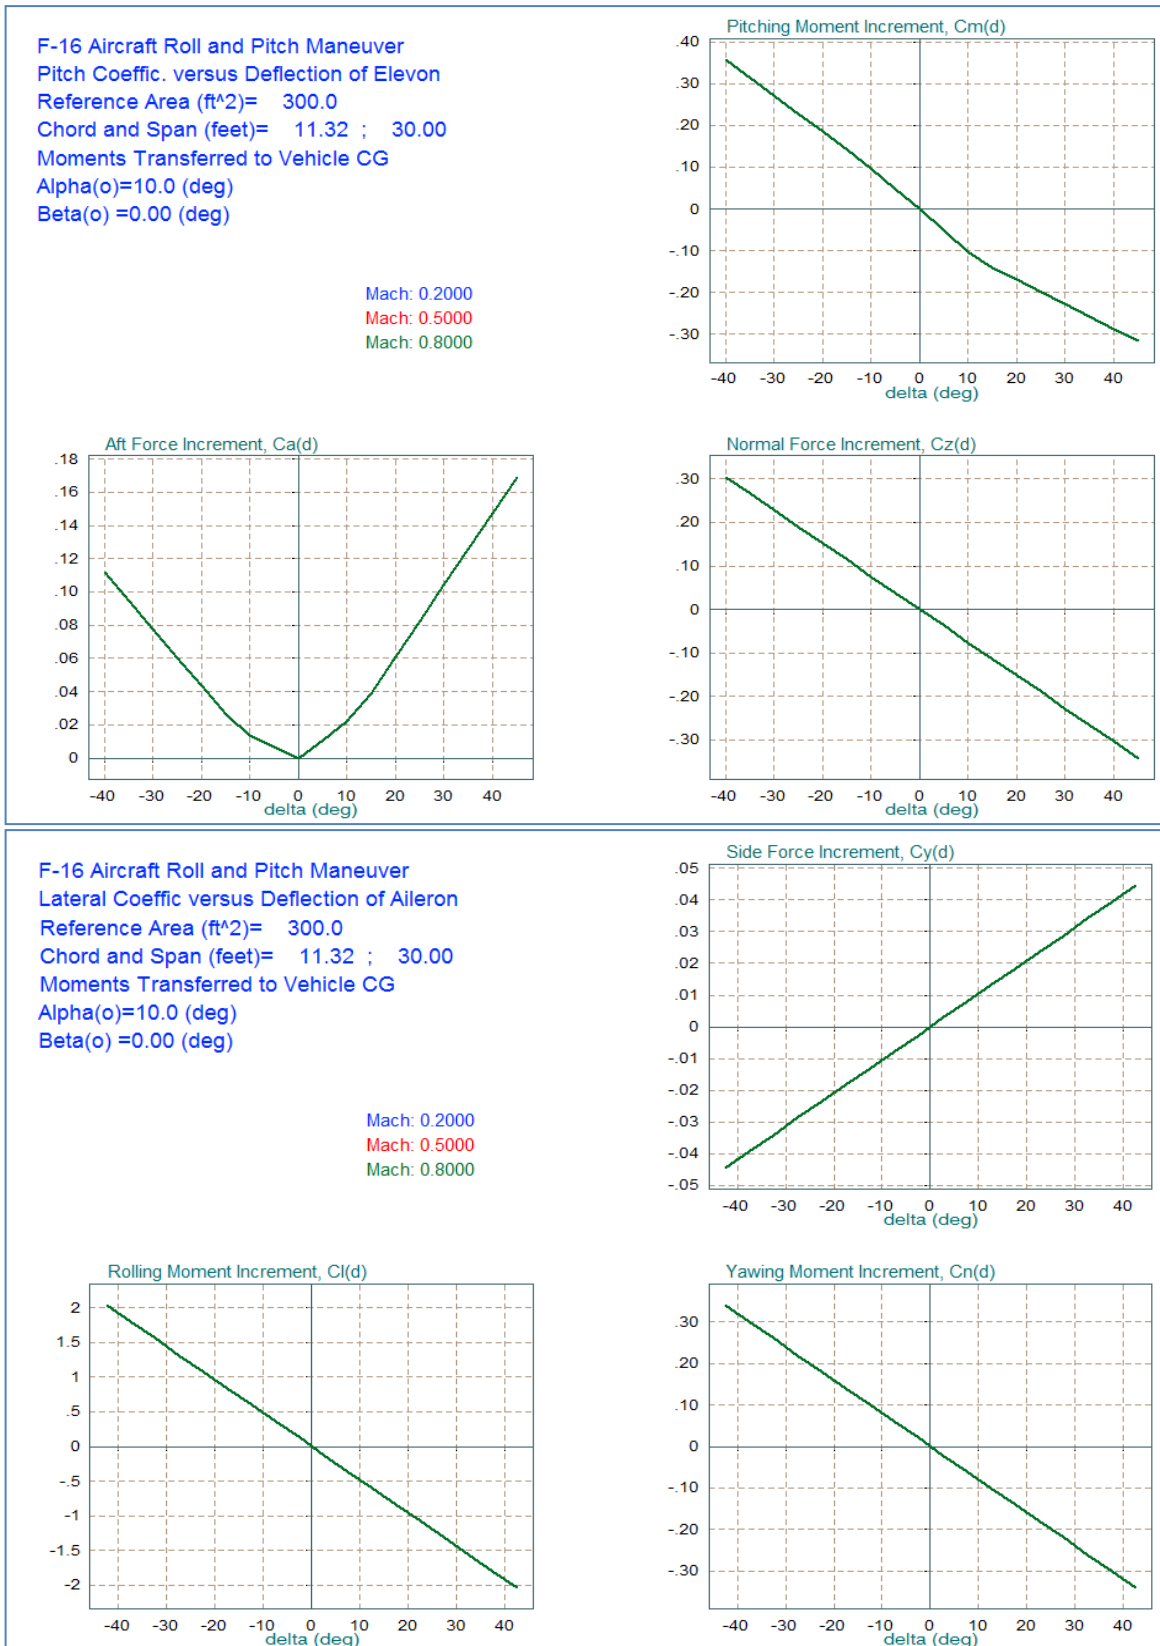 F-16 Aircraft Roll and Pitch Maneuver
Pitch Coeffic. versus Deflection of Elevon
Reference Area (ft^2)= 300.0
Chord and Span (feet)= 11.32 ; 30.00
Moments Transferred to Vehicle CG
Alpha(o)=10.0 (deg)
Beta(o) =0.00 (deg)
Mach: 0.2000
Mach: 0.5000
Mach: 0.8000
Pitching Moment Increment, Cm(d)
.40
.30
.20
.10
0
-.10
-.20
-.30
-40 -30 -20 -10 0 10 20 30 40
delta (deg)
Aft Force Increment, Ca(d)
.18
.16
.14
.12
.10
.08
.06
.04
.02
0
-40 -30 -20 -10 0 10 20 30 40
delta (deg)
Normal Force Increment, Cz(d)
.30
.20
.10
0
-.10
-.20
-.30
-40 -30 -20 -10 0 10 20 30 40
delta (deg)
F-16 Aircraft Roll and Pitch Maneuver
Lateral Coeffic versus Deflection of Aileron
Reference Area (ft^2)= 300.0
Chord and Span (feet)= 11.32 ; 30.00
Moments Transferred to Vehicle CG
Alpha(o)=10.0 (deg)
Beta(o) =0.00 (deg)
Mach: 0.2000
Mach: 0.5000
Mach: 0.8000
Side Force Increment, Cy(d)
.05
.04
.03
.02
.01
0
-.01
-.02
-.03
-.04
-.05
-40 -30 -20 -10 0 10 20 30 40
delta (deg)
Rolling Moment Increment, Cl(d)
2
1.5
1
.5
0
-.5
-1
-1.5
-2
-40 -30 -20 -10 0 10 20 30 40
delta (deg)
Yawing Moment Increment, Cn(d)
.30
.20
.10
0
-.10
-.20
-.30
-40 -30 -20 -10 0 10 20 30 40
delta (deg)